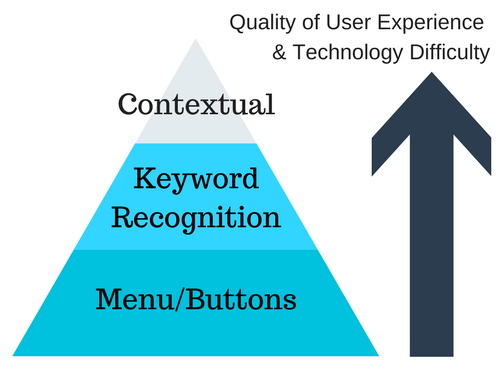 Quality of User Experience
& Technology Difficulty
Contextual
Keyword
Recognition
Menu/Buttons